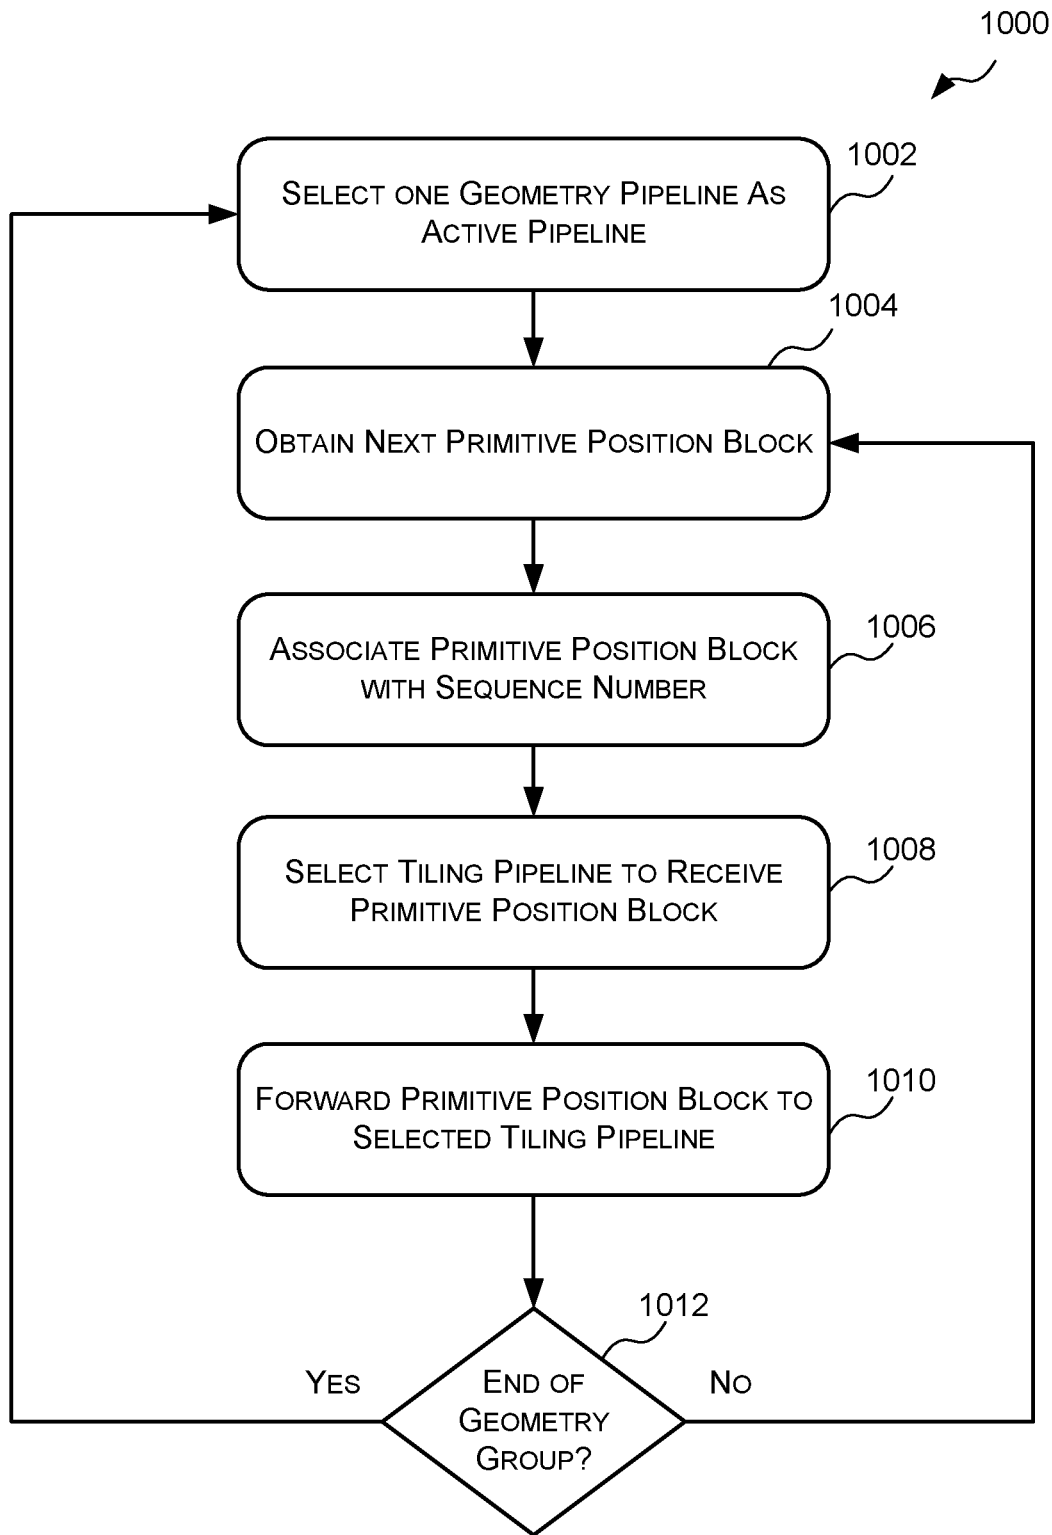 1000
1002
SELECT ONE GEOMETRY PIPELINE AS
ACTIVE PIPELINE
1004
OBTAIN NEXT PRIMITIVE POSITION BLOCK
1006
ASSOCIATE PRIMITIVE POSITION BLOCK
WITH SEQUENCE NUMBER
1008
SELECT TILING PIPELINE TO RECEIVE
PRIMITIVE POSITION BLOCK
1010
FORWARD PRIMITIVE POSITION BLOCK TO
SELECTED TILING PIPELINE
1012
YES
END OF
GEOMETRY
GROUP?
NO